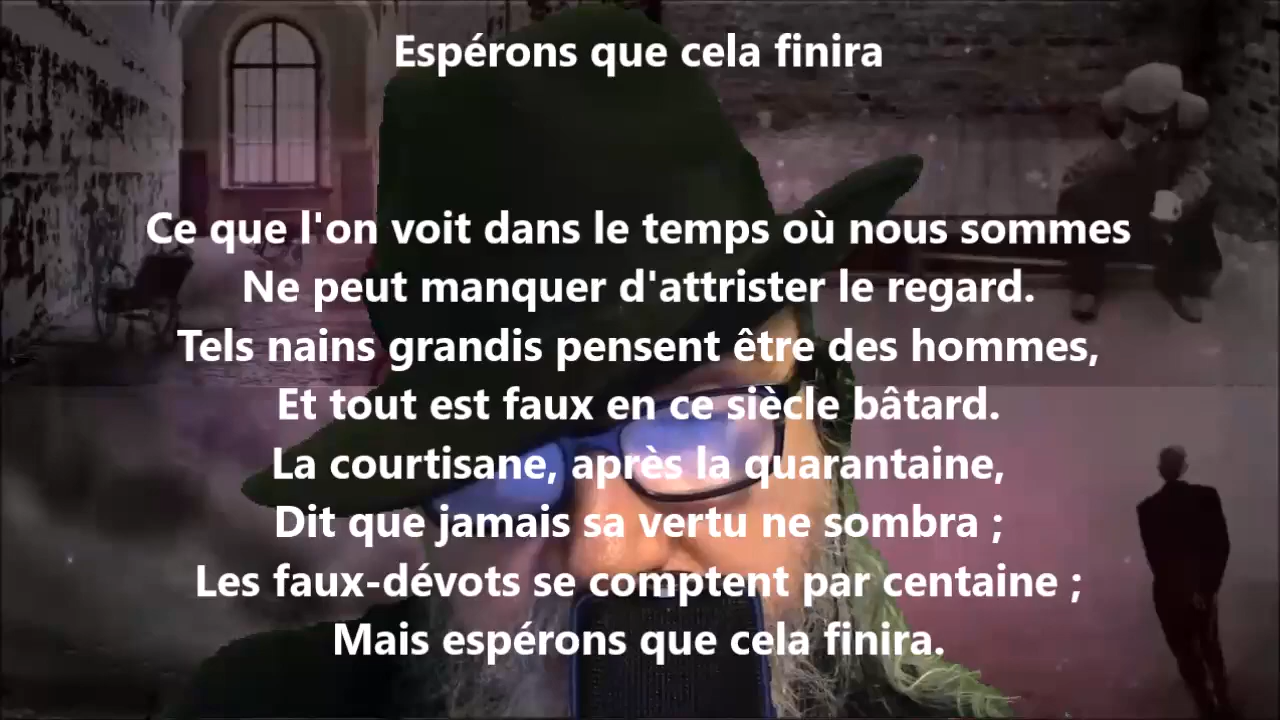 Espérons que cela finira
Ce que l'on voit dans le temps où nous sommes
Ne peut manquer d'attrister le regard.
Tels nains grandis pensent être des hommes,
Et tout est faux en ce siècle bâtard.
La courtisane, après la quarantaine,
Dit que jamais sa vertu ne sombra ;
Les faux-dévots se comptent par centaine ;
Mais espérons que cela finira.